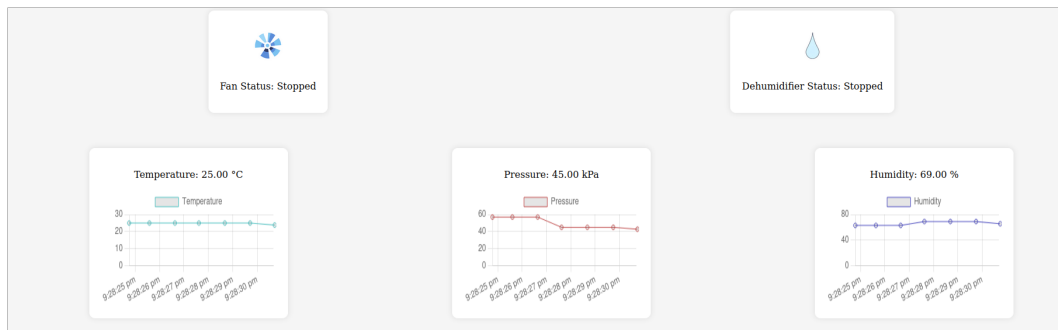 Fan Status: Stopped
Dehumidifier Status: Stopped
Temperature: 25.00 °C
Temperature
30
20
10
0
9:28:25 pm
9:28:26 pm
9:28:27 pm
9:28:28 pm
9:28:29 pm
9:28:30 pm
Pressure: 45.00 kPa
Pressure
60
40
20
0
9:28:25 pm
9:28:26 pm
9:28:27 pm
9:28:28 pm
9:28:29 pm
9:28:30 pm
Humidity: 69.00 %
Humidity
80
40
0
9:28:25 pm
9:28:26 pm
9:28:27 pm
9:28:28 pm
9:28:29 pm
9:28:30 pm